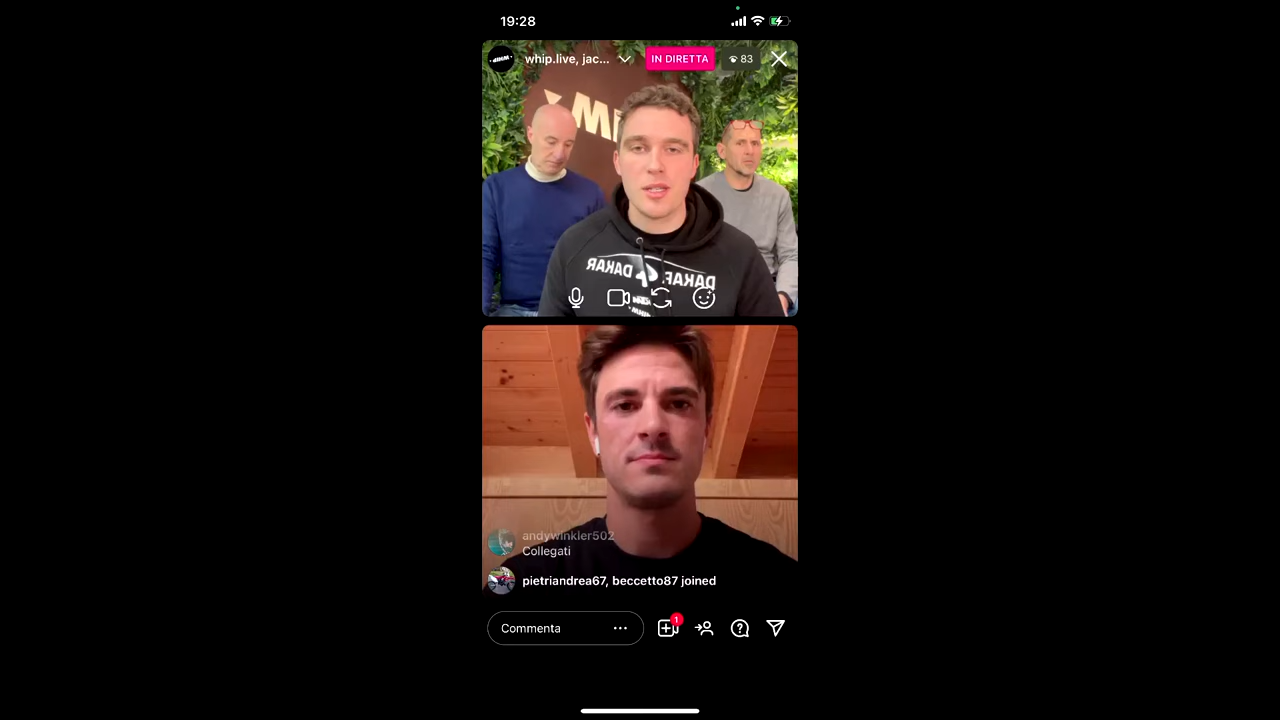 19:28
whip.live, jac...
IN DIRETTA
83
DAKAR DAKAR
andywinkler502
Collegati
pietriandrea67, beccetto87 joined
1
Commenta